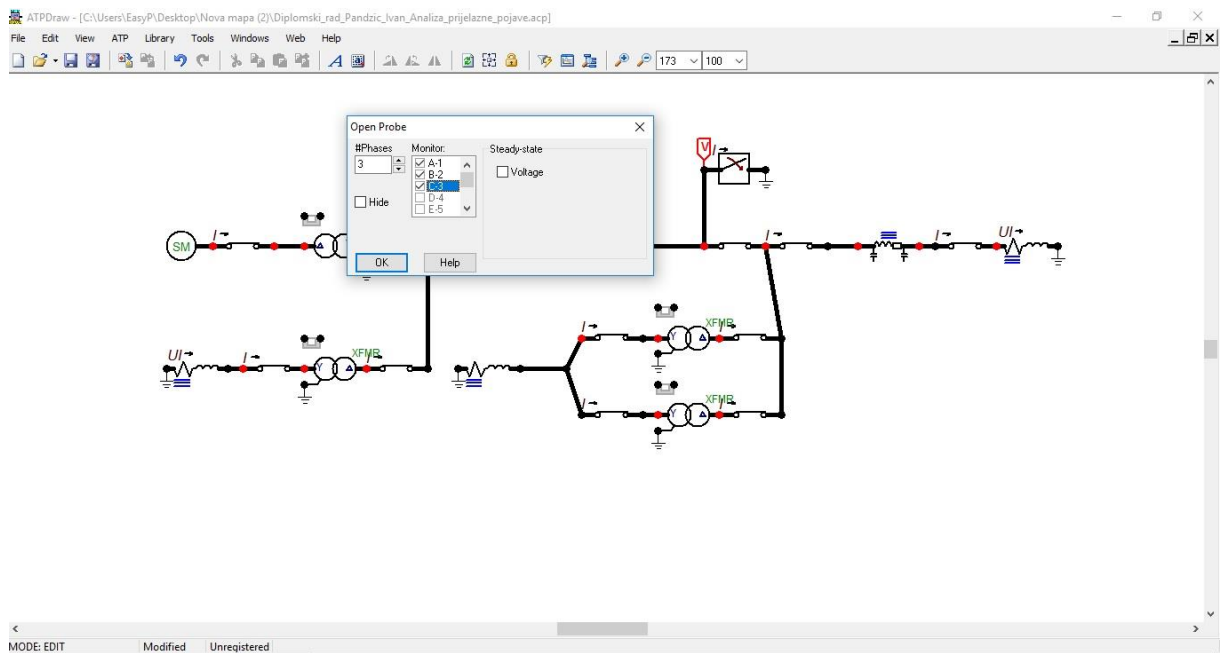 ATPDraw - [C:\Users\EasyP\Desktop\Nova mapa (2)\Diplomski_rad_Pandzic_Ivan_Analiza_prijelazne_pojave.acp]
File Edit View ATP Library Tools Windows Web Help
173 100
Open Probe
#Phases Monitor: Steady-state
3 A-1 Voltage
B-2
C-3
Hide D-4
E-5
OK Help
V I
SM I I I UI
I XFMR I
UI I XFMR I
I XFMR I
MODE: EDIT Modified Unregistered